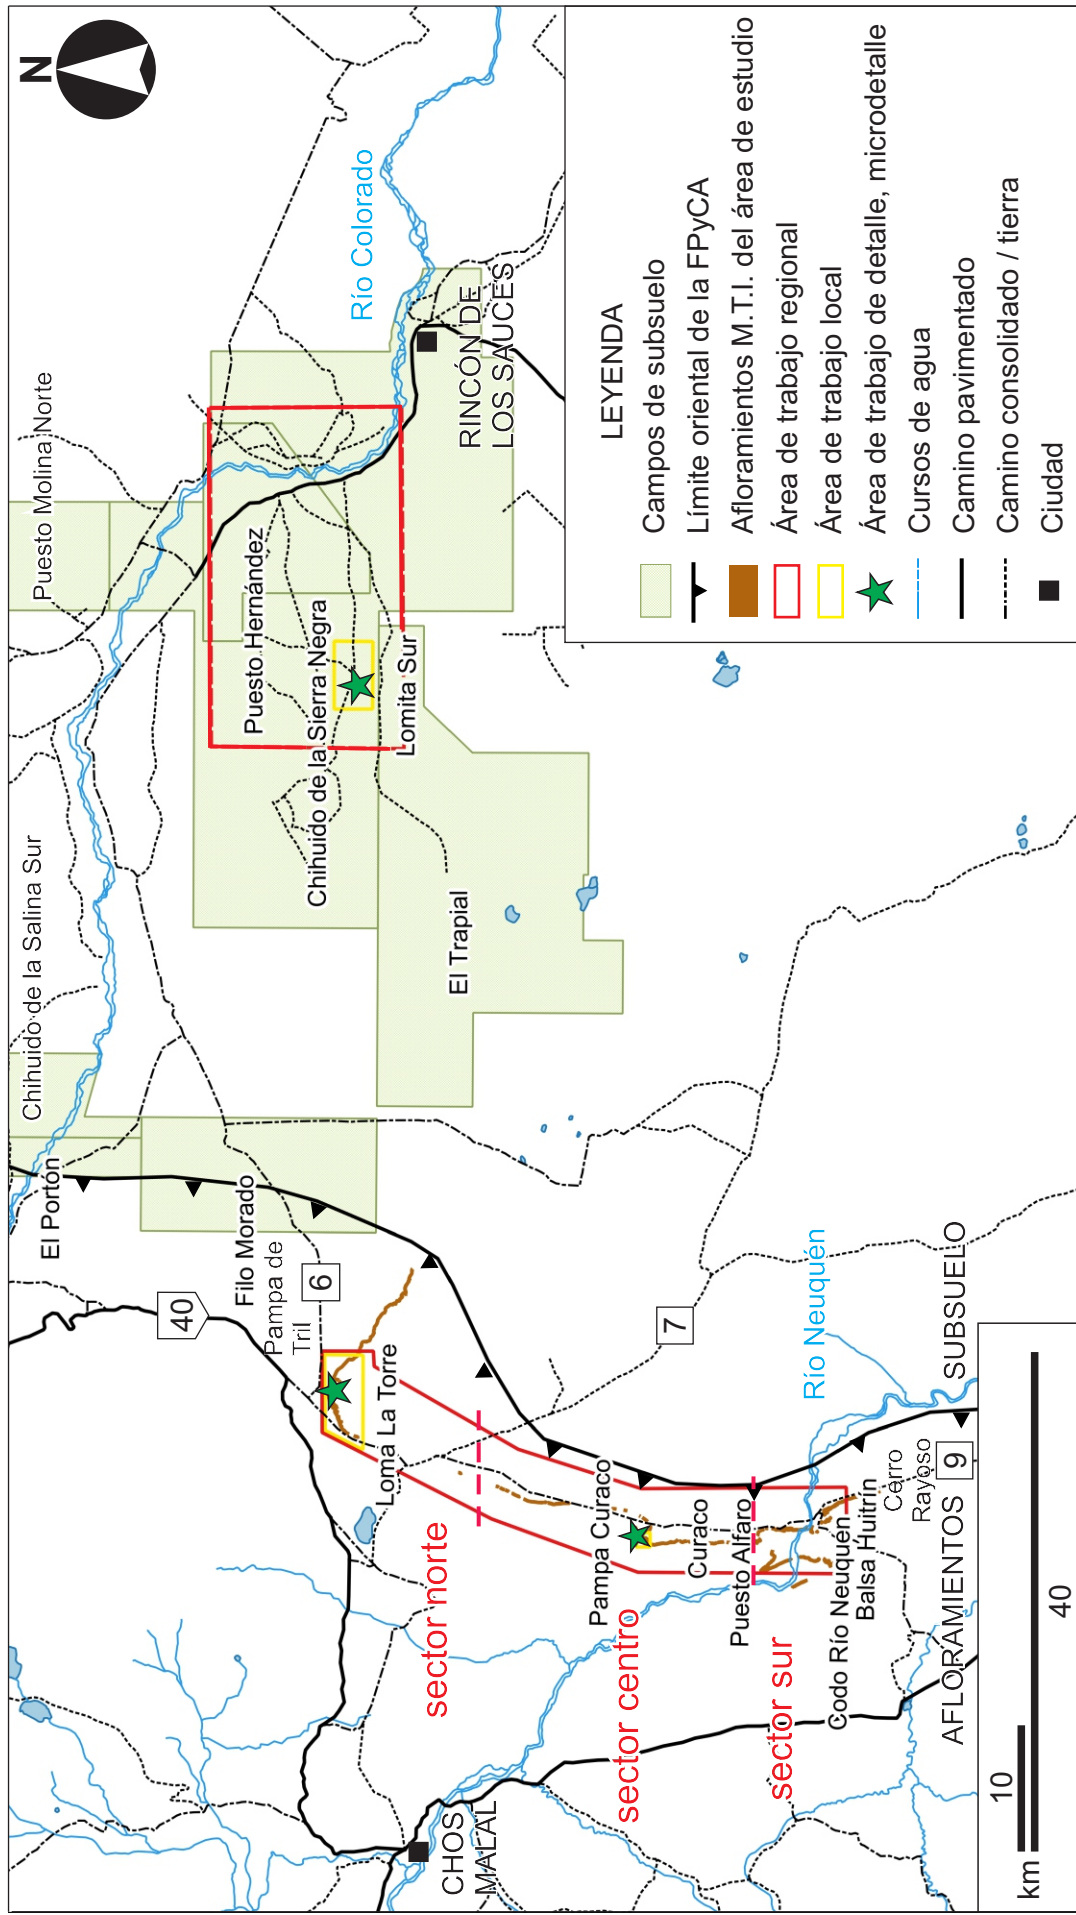 N
Puesto Molina Norte
Chihuido de la Salina Sur
El Portón
Río Colorado
RINCÓN DE
LOS SAUCES
Puesto Hernández
Chihuido de la Sierra Negra
Lomita Sur
El Trapial
Filo Morado
Pampa de
Tril
40
6
7
9
Loma La Torre
sector norte
Pampa Curaco
sector centro
Curaco
Puesto Alfaro
sector sur
Codo Río Neuquén
Balsa Huitrín
Cerro
Rayoso
Río Neuquén
CHOS
MALAL
AFLORAMIENTOS
SUBSUELO
LEYENDA
Campos de subsuelo
Límite oriental de la FPyCA
Afloramientos M.T.I. del área de estudio
Área de trabajo regional
Área de trabajo local
Área de trabajo de detalle, microdetalle
Cursos de agua
Camino pavimentado
Camino consolidado / tierra
Ciudad
km
10
40